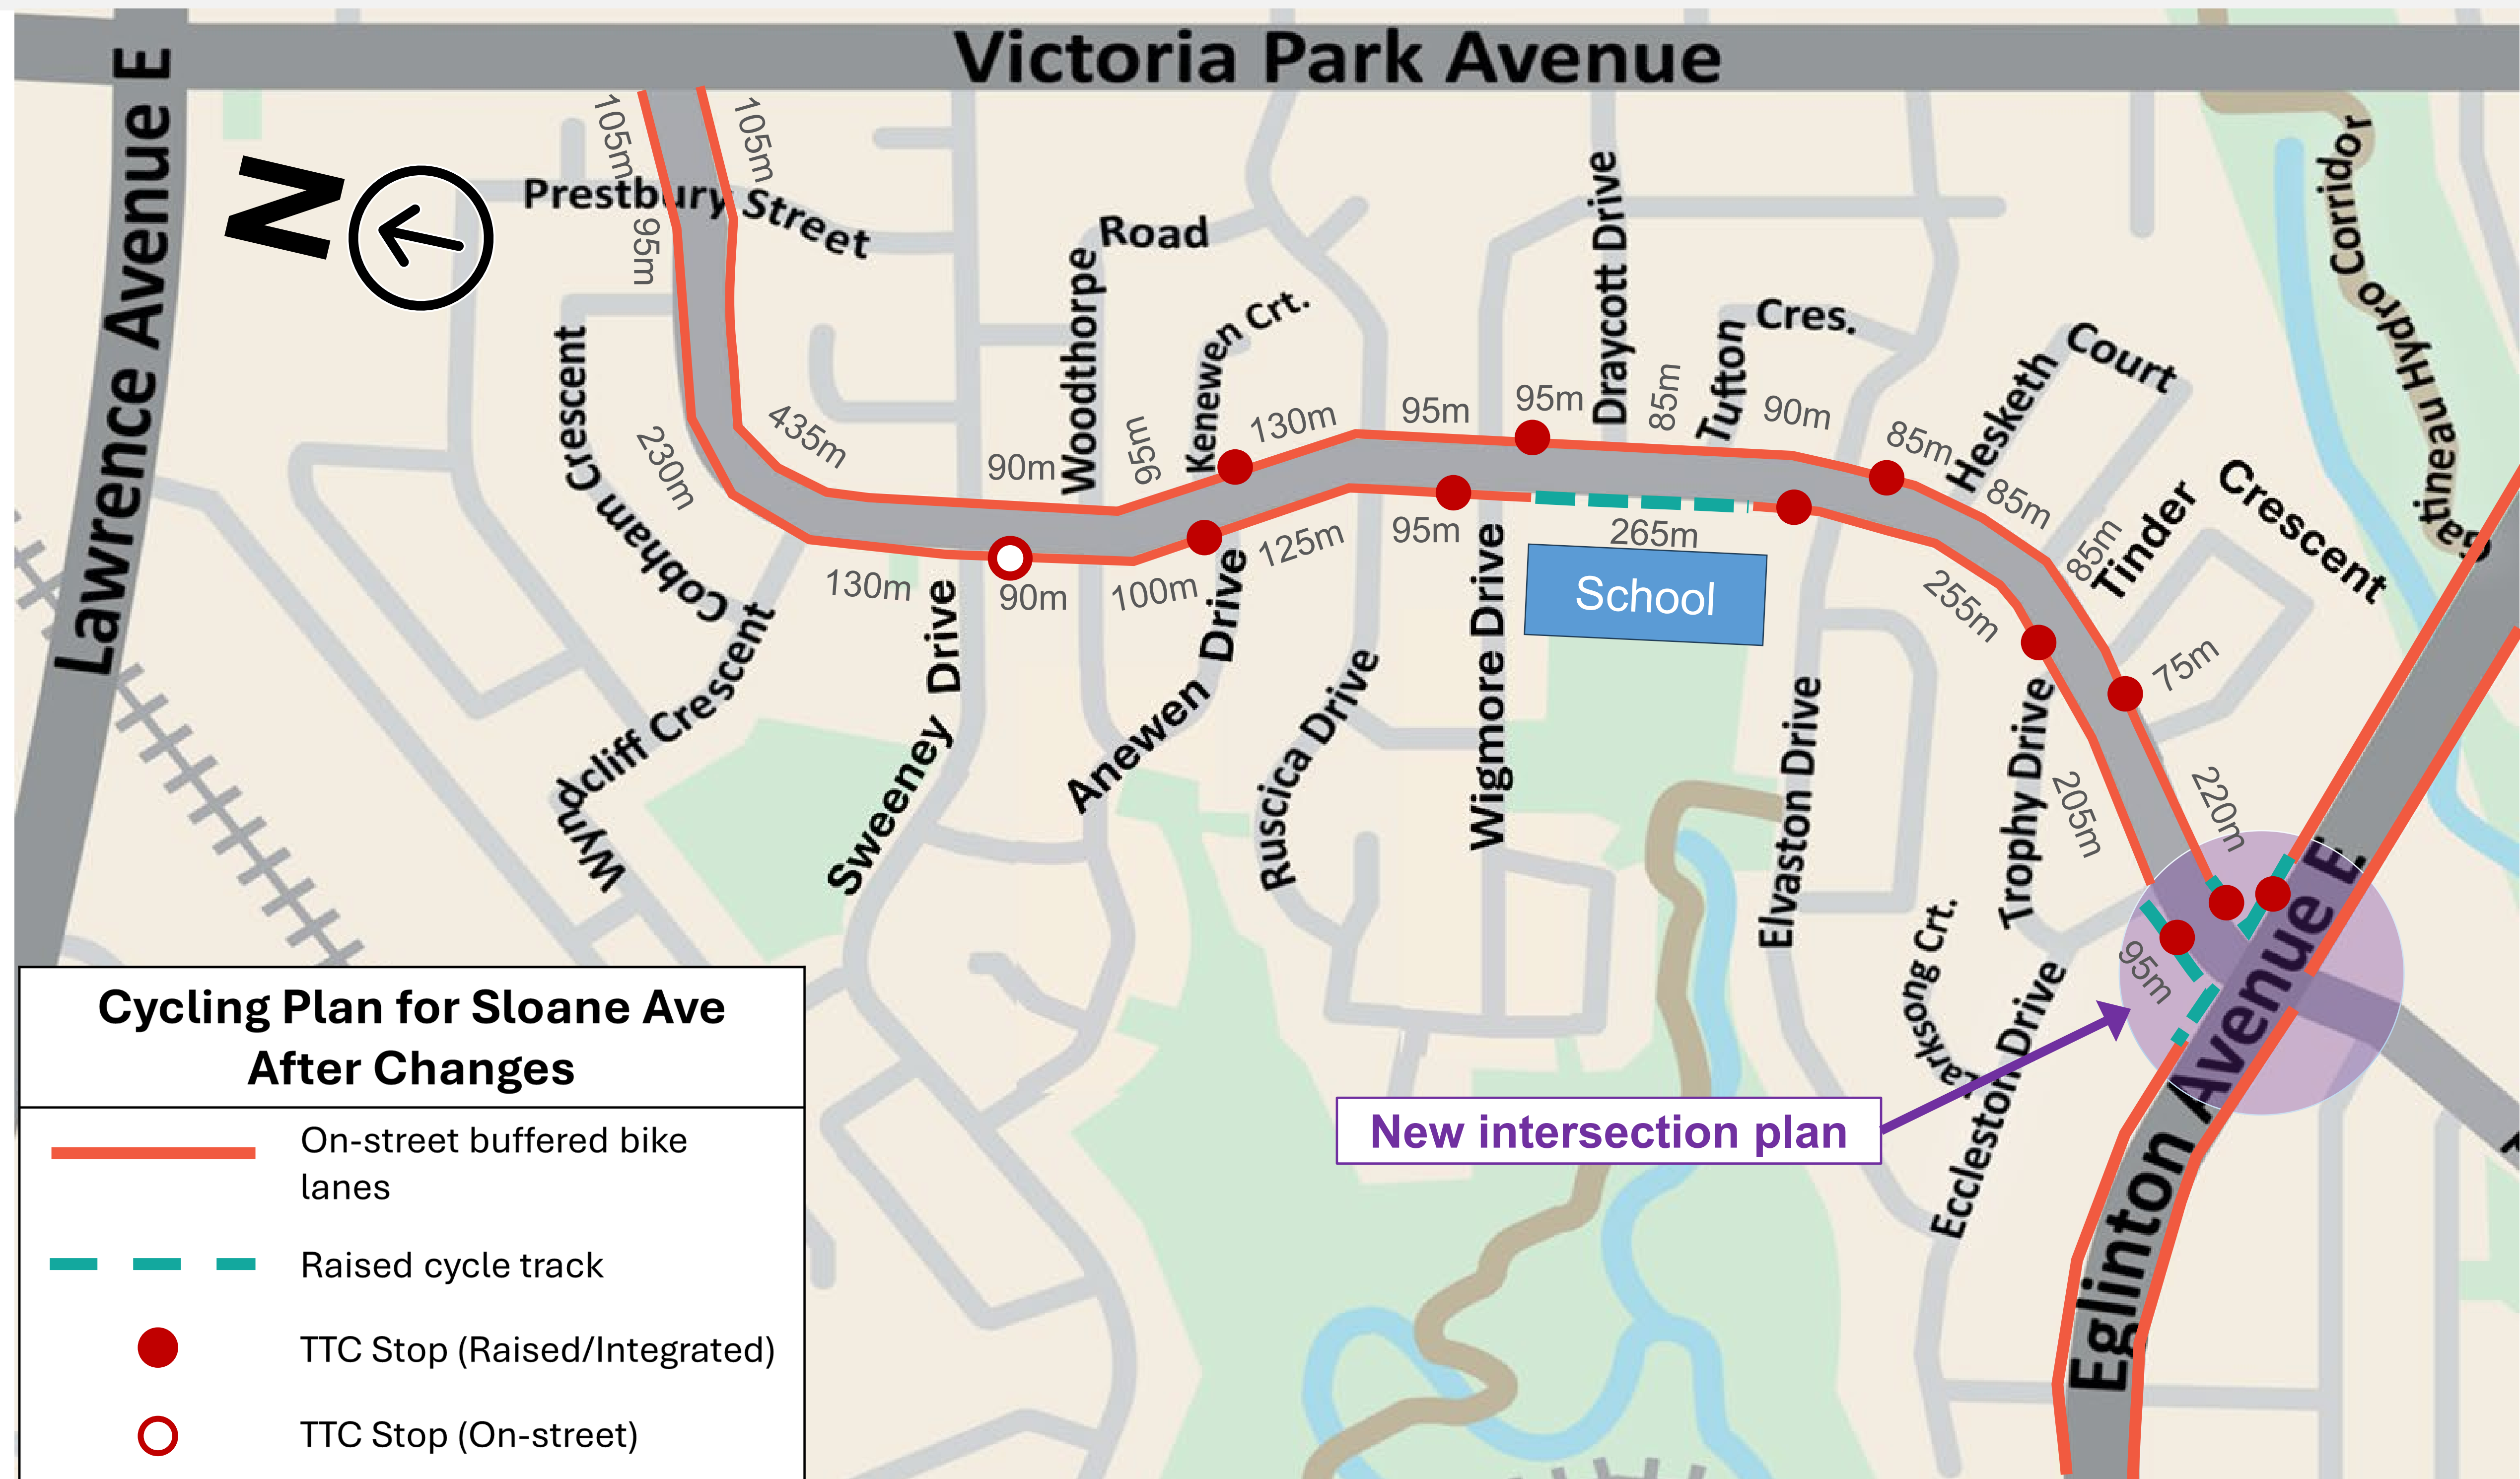 Victoria Park Avenue
Lawrence Avenue E
N
105m
105m
Prestbury Street
95m
Cobham Crescent
230m
435m
Woodthorpe Road
Kenewen Crt.
90m
95m
130m
95m
95m
Draycott Drive
85m
Tufton Cres.
90m
85m
Hesketh Court
85m
85m
Tinder Crescent
Gatineau Hydro Corridor
130m
90m
100m
125m
95m
265m
School
255m
75m
205m
220m
95m
Wyndcliff Crescent
Sweeney Drive
Anewen Drive
Ruscica Drive
Wigmore Drive
Elvaston Drive
Trophy Drive
Larksong Crt.
Eccleston Drive
Eglinton Avenue E.
New intersection plan
Cycling Plan for Sloane Ave
After Changes
On-street buffered bike
lanes
Raised cycle track
TTC Stop (Raised/Integrated)
TTC Stop (On-street)